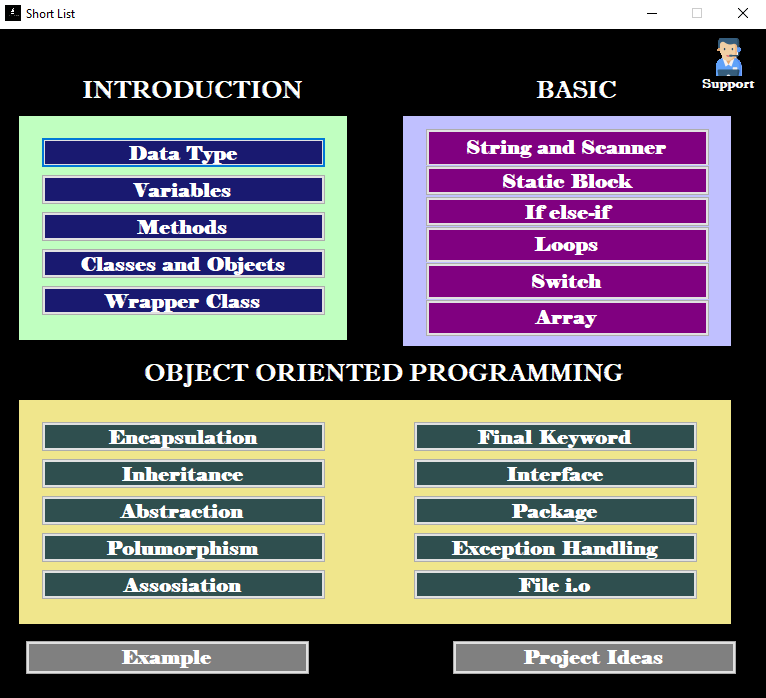 Short List
Support
INTRODUCTION
Data Type
Variables
Methods
Classes and Objects
Wrapper Class
BASIC
String and Scanner
Static Block
If else-if
Loops
Switch
Array
OBJECT ORIENTED PROGRAMMING
Encapsulation
Inheritance
Abstraction
Polumorphism
Assosiation
Final Keyword
Interface
Package
Exception Handling
File i.o
Example
Project Ideas